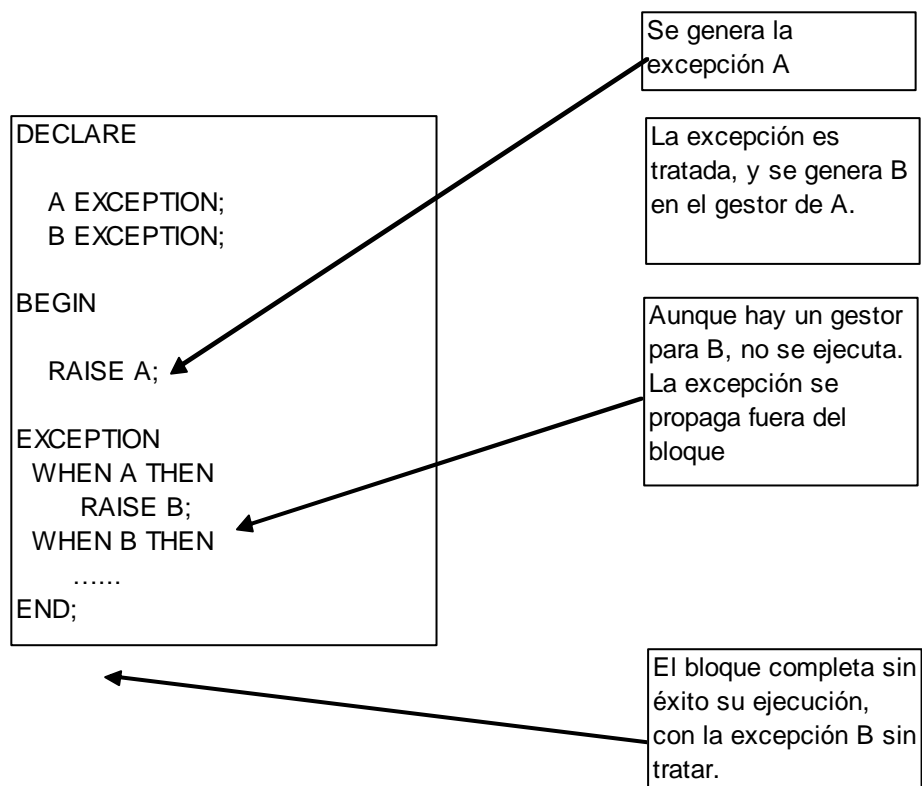 Se genera la
excepción A
DECLARE
A EXCEPTION;
B EXCEPTION;
BEGIN
RAISE A;
EXCEPTION
WHEN A THEN
RAISE B;
WHEN B THEN
......
END;
La excepción es
tratada, y se genera B
en el gestor de A.
Aunque hay un gestor
para B, no se ejecuta.
La excepción se
propaga fuera del
bloque
El bloque completa sin
éxito su ejecución,
con la excepción B sin
tratar.